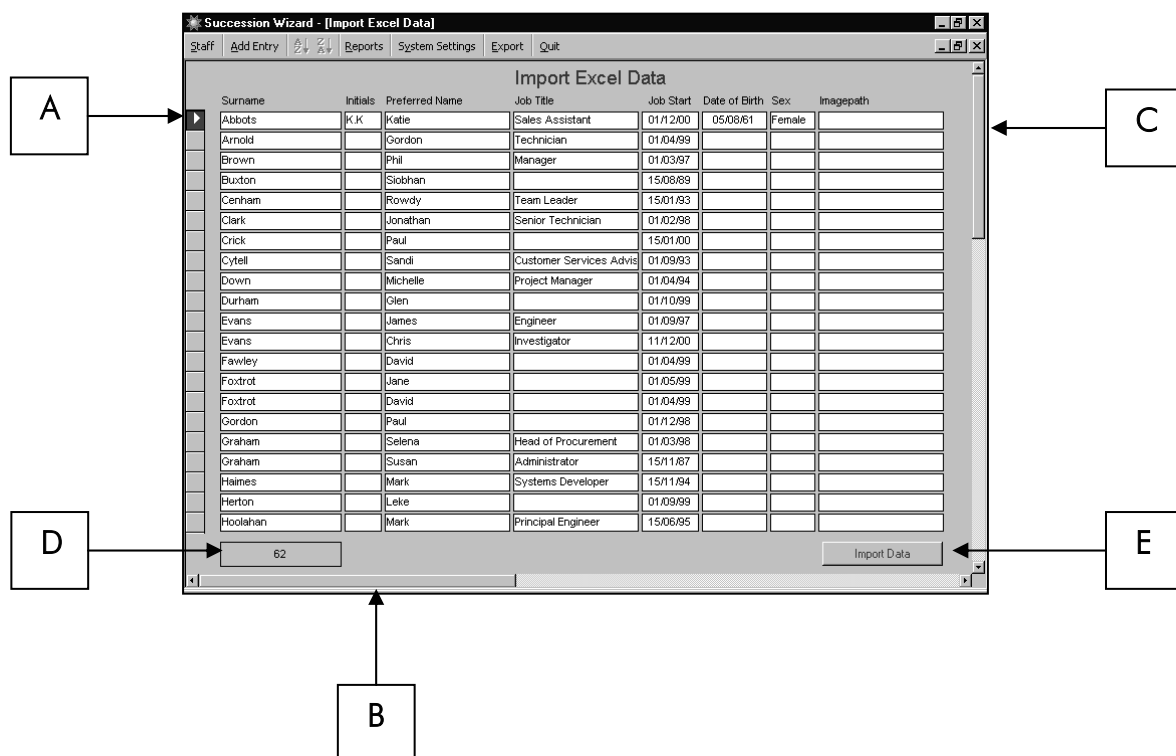 Succession Wizard - [Import Excel Data]
Staff Add Entry Reports System Settings Export Quit
Import Excel Data
Surname Initials Preferred Name Job Title Job Start Date of Birth Sex Imagepath
Abbots K.K Katie Sales Assistant 01/12/00 05/08/61 Female
Arnold Gordon Technician 01/04/99
Brown Phil Manager 01/03/97
Buxton Siobhan 15/08/89
Cenham Rowdy Team Leader 15/01/93
Clark Jonathan Senior Technician 01/02/98
Crick Paul 15/01/00
Cytell Sandi Customer Services Advis 01/09/93
Down Michelle Project Manager 01/04/94
Durham Glen 01/10/99
Evans James Engineer 01/09/97
Evans Chris Investigator 11/12/00
Fawley David 01/04/99
Foxtrot Jane 01/05/99
Foxtrot David 01/04/99
Gordon Paul 01/12/98
Graham Selena Head of Procurement 01/03/98
Graham Susan Administrator 15/11/87
Haimes Mark Systems Developer 15/11/94
Herton Leke 01/09/99
Hoolahan Mark Principal Engineer 15/06/95
62 Import Data
A
C
D
E
B